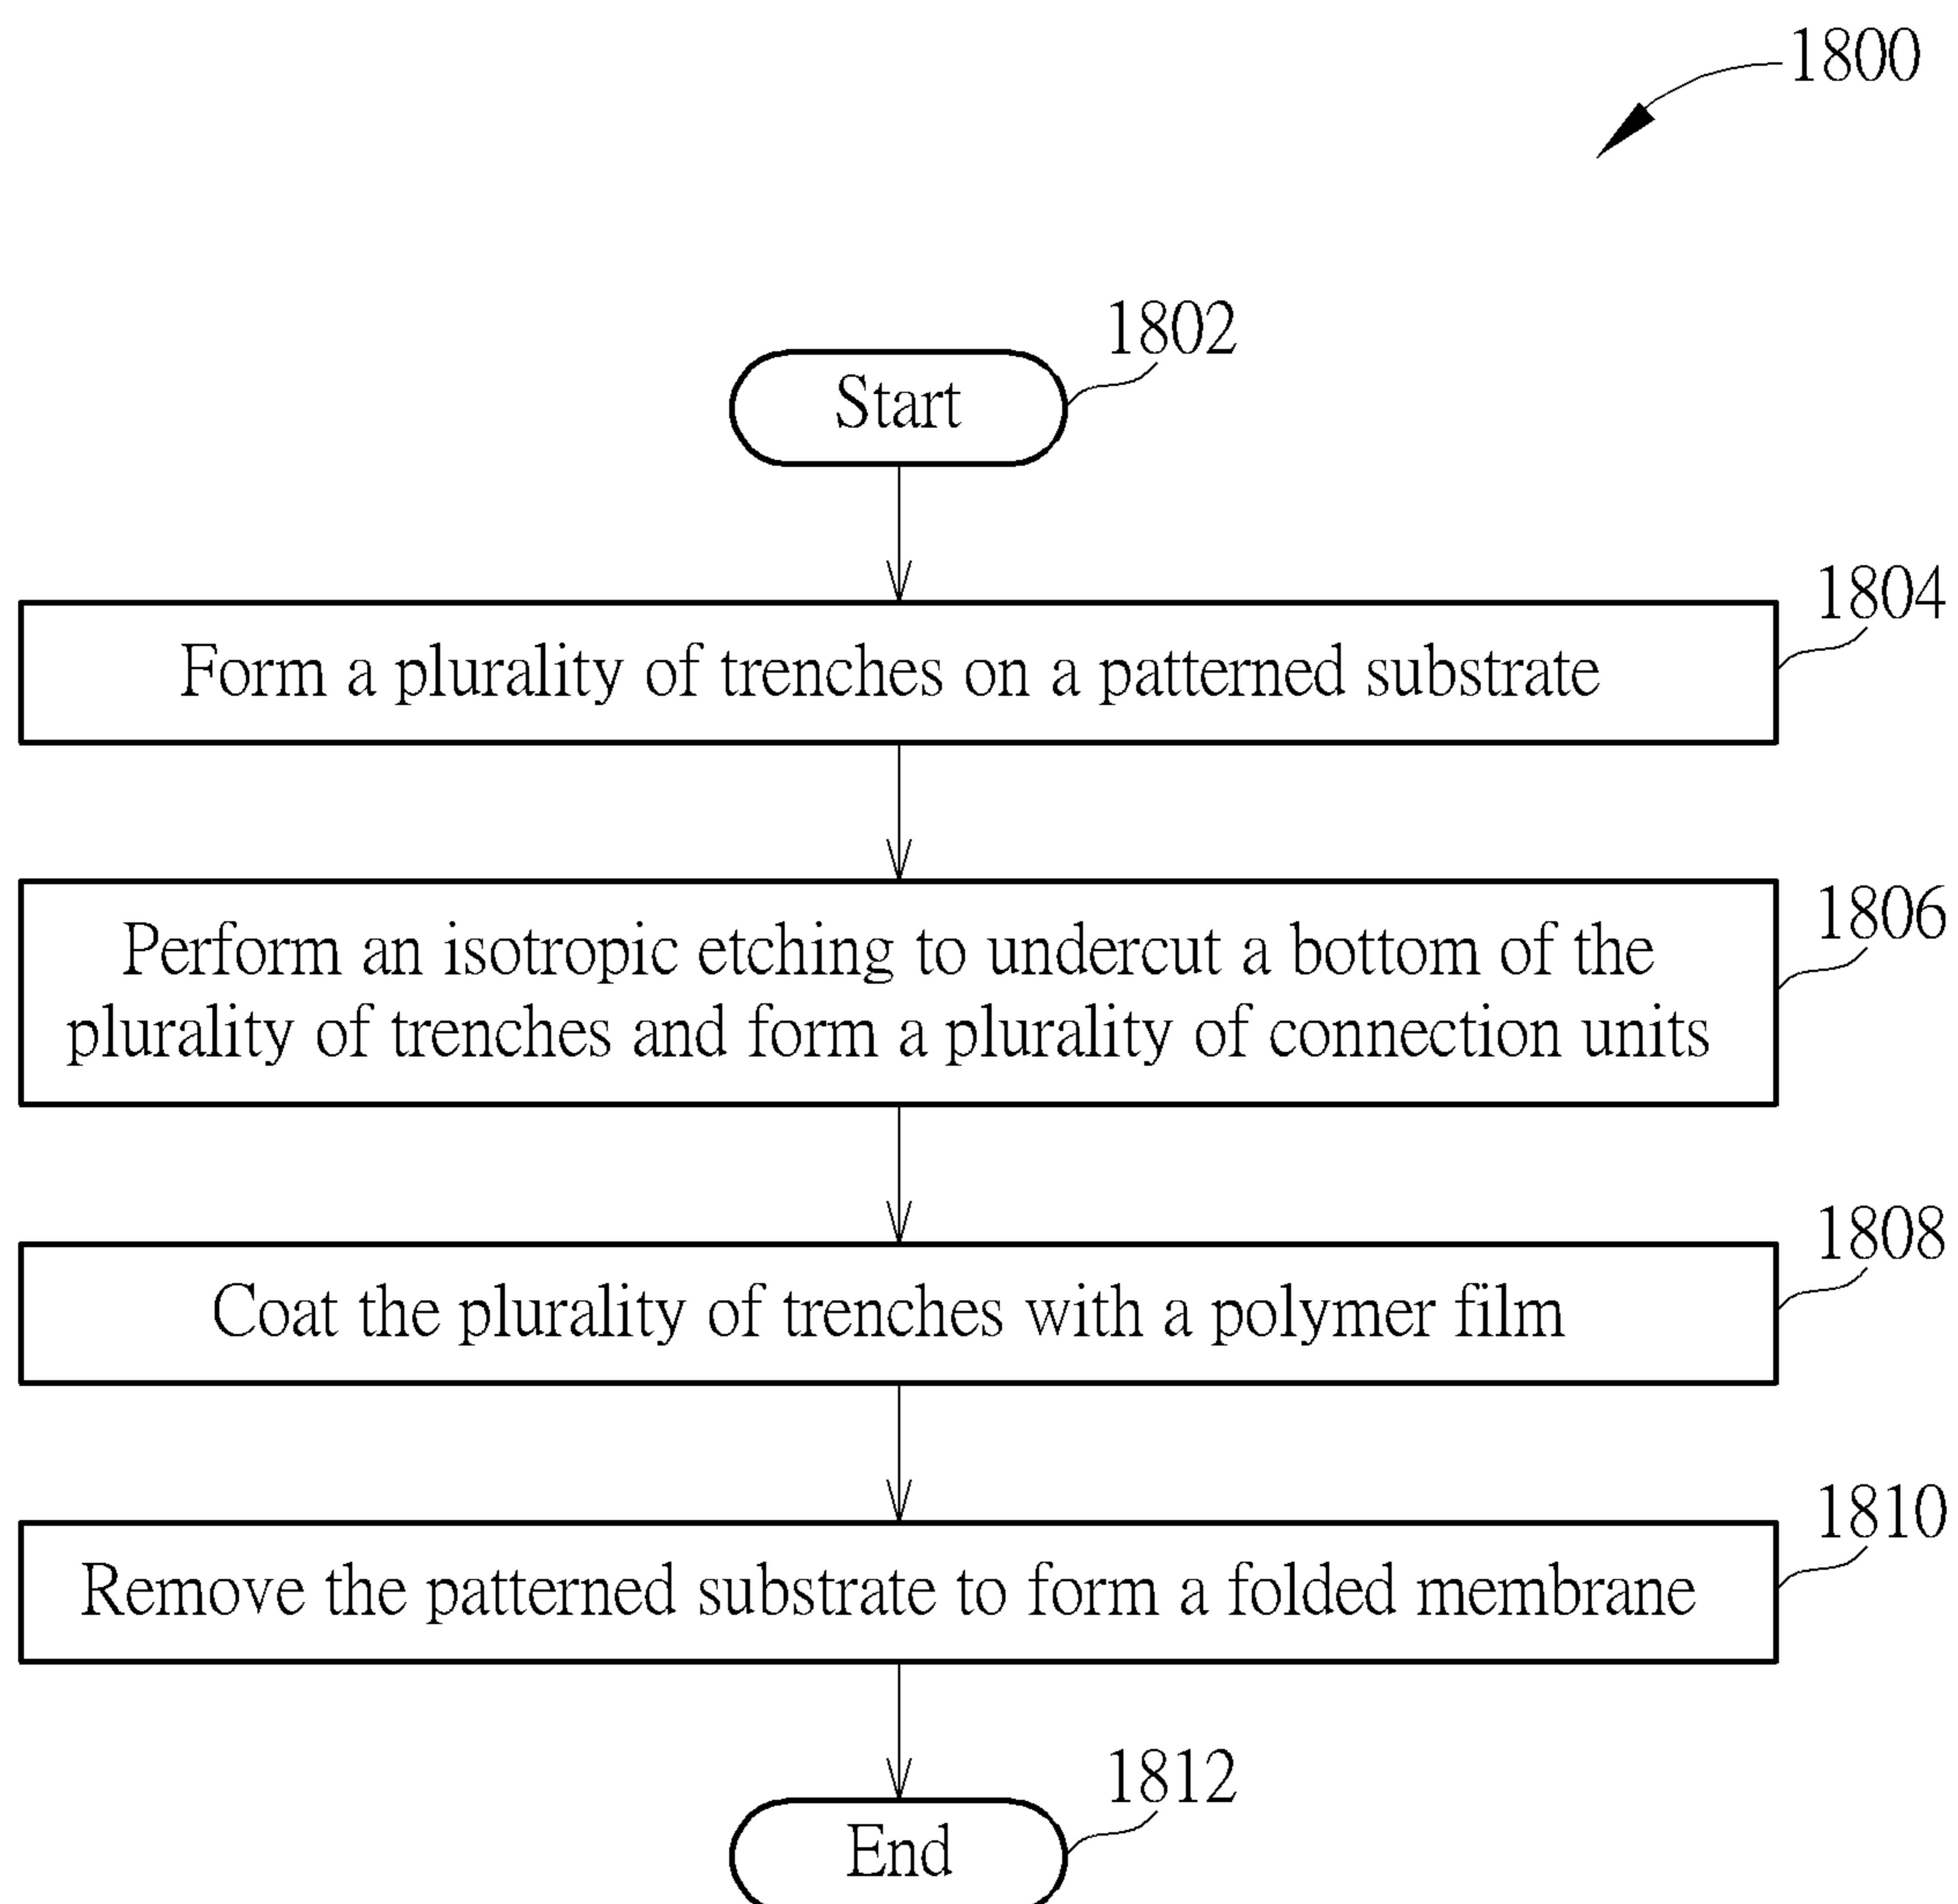 1800
1802
Start
1804
Form a plurality of trenches on a patterned substrate
1806
Perform an isotropic etching to undercut a bottom of the
plurality of trenches and form a plurality of connection units
1808
Coat the plurality of trenches with a polymer film
1810
Remove the patterned substrate to form a folded membrane
1812
End